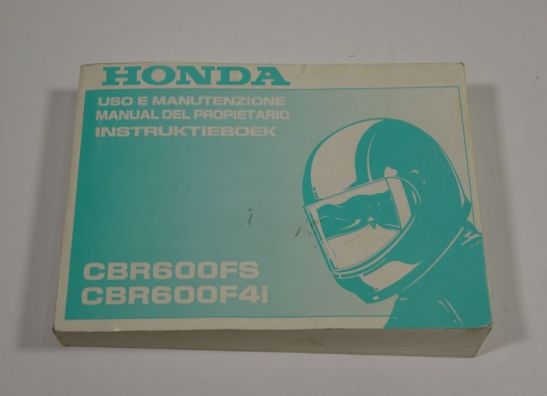 HONDA
USO E MANUTENZIONE
MANUAL DEL PROPIETARIO
INSTRUKTIEBOEK
CBR600FS
CBR600F4i